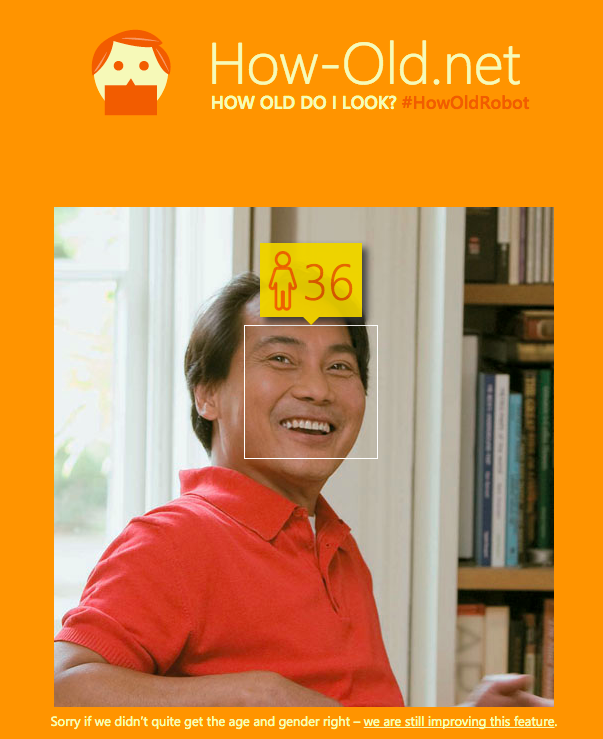 How-Old.net
HOW OLD DO I LOOK? #HowOldRobot
36
Sorry if we didn't quite get the age and gender right – we are still improving this feature.